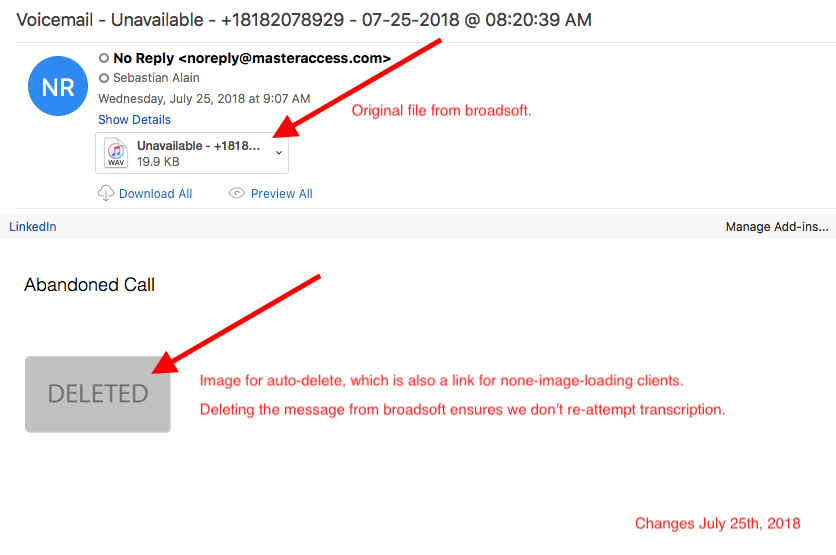 Voicemail - Unavailable - +18182078929 - 07-25-2018 @ 08:20:39 AM
NR
No Reply <noreply@masteraccess.com>
Sebastian Alain
Wednesday, July 25, 2018 at 9:07 AM
Show Details
Original file from broadsoft.
WAV
Unavailable - +1818...
19.9 KB
Download All
Preview All
LinkedIn
Manage Add-ins...
Abandoned Call
DELETED
Image for auto-delete, which is also a link for none-image-loading clients.
Deleting the message from broadsoft ensures we don't re-attempt transcription.
Changes July 25th, 2018